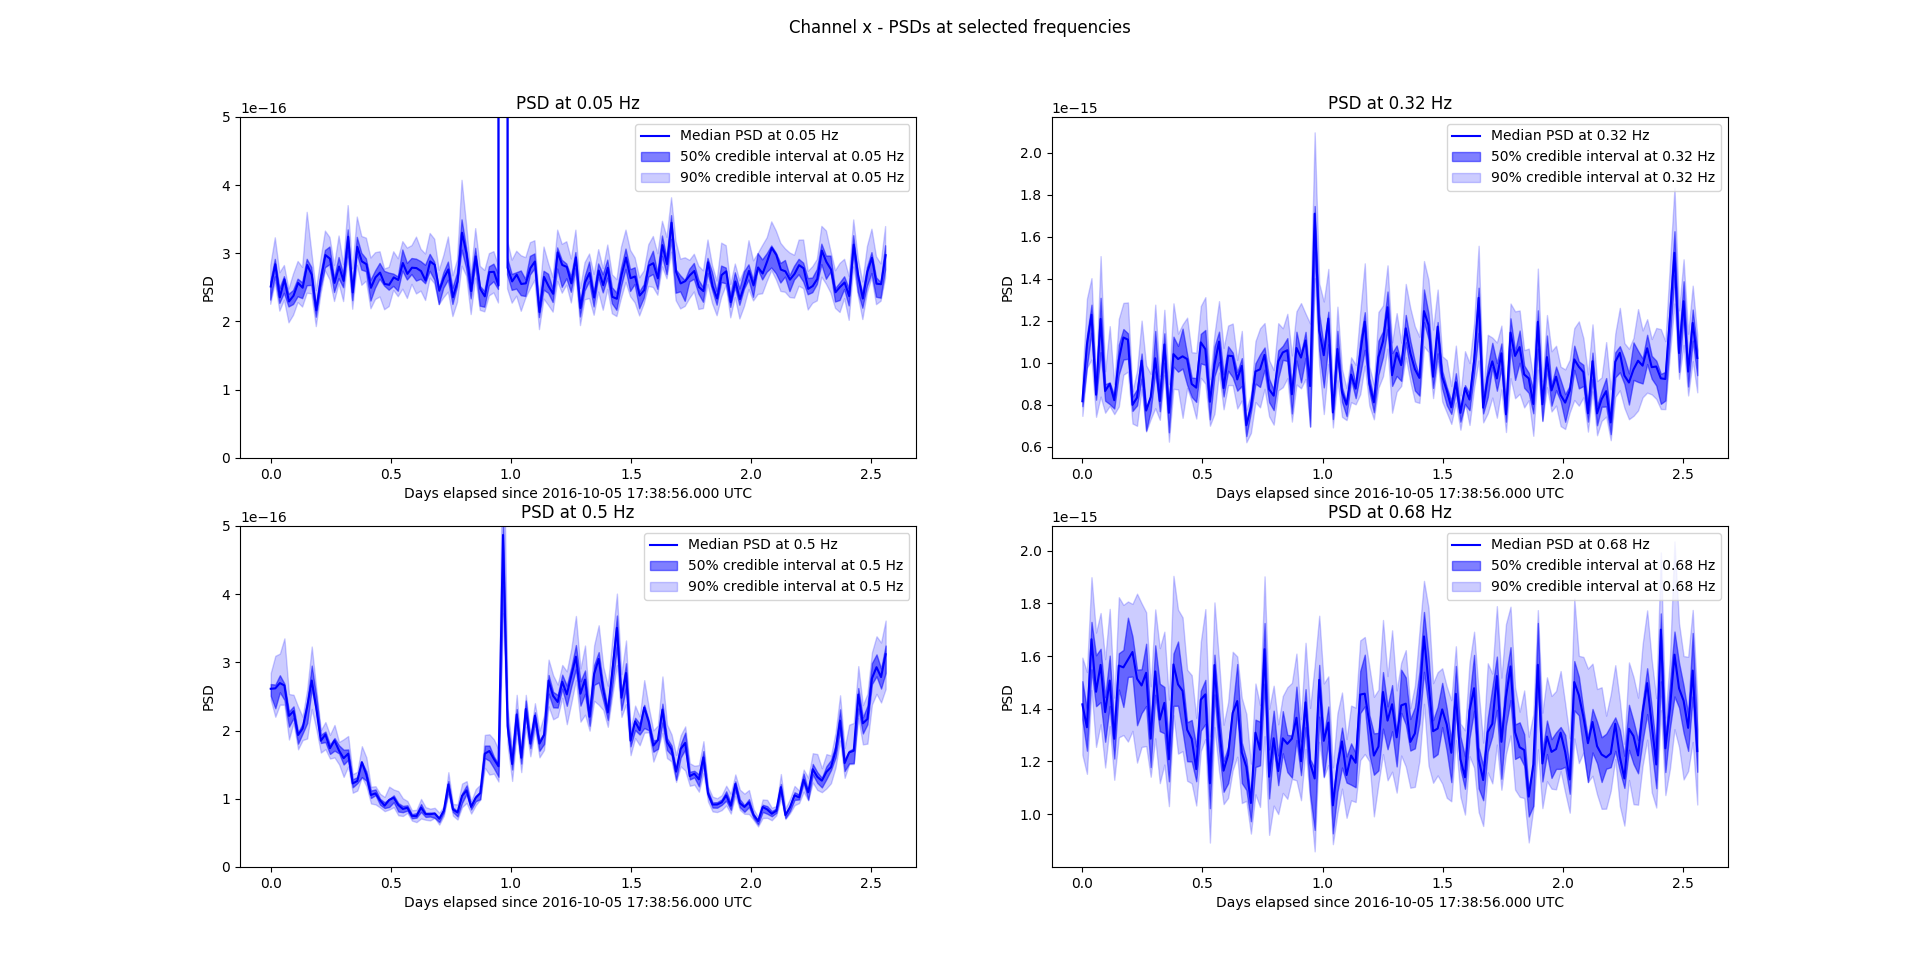 Channel x - PSDs at selected frequencies
PSD at 0.05 Hz
1e−16
5
4
3
2
1
0
PSD
Median PSD at 0.05 Hz
50% credible interval at 0.05 Hz
90% credible interval at 0.05 Hz
0.0 0.5 1.0 1.5 2.0 2.5
Days elapsed since 2016-10-05 17:38:56.000 UTC
PSD at 0.32 Hz
1e−15
2.0
1.8
1.6
1.4
1.2
1.0
0.8
0.6
PSD
Median PSD at 0.32 Hz
50% credible interval at 0.32 Hz
90% credible interval at 0.32 Hz
0.0 0.5 1.0 1.5 2.0 2.5
Days elapsed since 2016-10-05 17:38:56.000 UTC
PSD at 0.5 Hz
1e−16
5
4
3
2
1
0
PSD
Median PSD at 0.5 Hz
50% credible interval at 0.5 Hz
90% credible interval at 0.5 Hz
0.0 0.5 1.0 1.5 2.0 2.5
Days elapsed since 2016-10-05 17:38:56.000 UTC
PSD at 0.68 Hz
1e−15
2.0
1.8
1.6
1.4
1.2
1.0
PSD
Median PSD at 0.68 Hz
50% credible interval at 0.68 Hz
90% credible interval at 0.68 Hz
0.0 0.5 1.0 1.5 2.0 2.5
Days elapsed since 2016-10-05 17:38:56.000 UTC